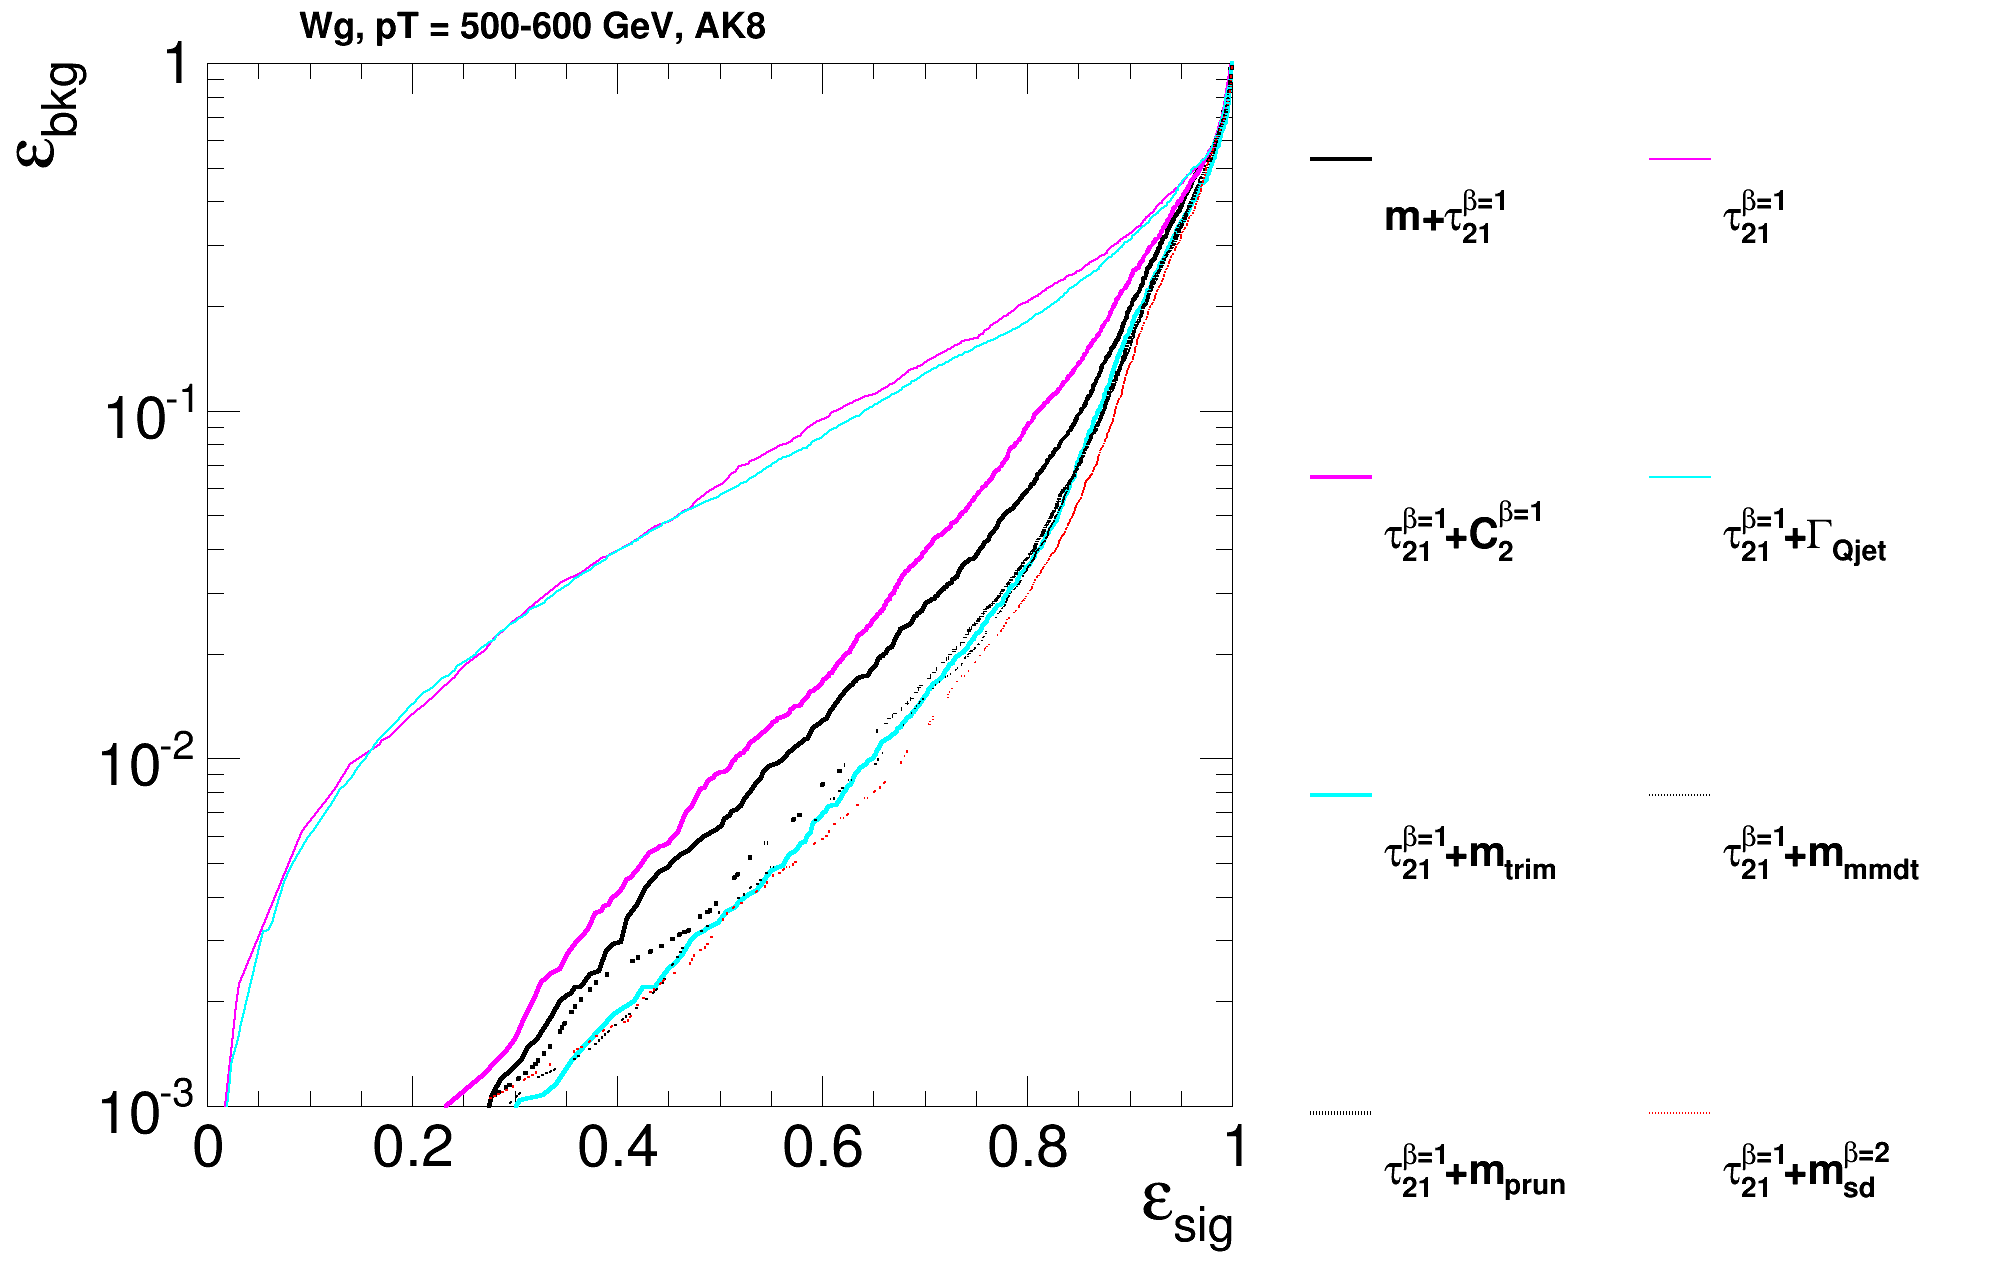 Wg, pT = 500-600 GeV, AK8
ε_bkg
1
10^-1
10^-2
10^-3
0 0.2 0.4 0.6 0.8 1
ε_sig
m+τ_21^β=1
τ_21^β=1
τ_21^β=1+C_2^β=1
τ_21^β=1+Γ_Qjet
τ_21^β=1+m_trim
τ_21^β=1+m_mmdt
τ_21^β=1+m_prun
τ_21^β=1+m_sd^β=2